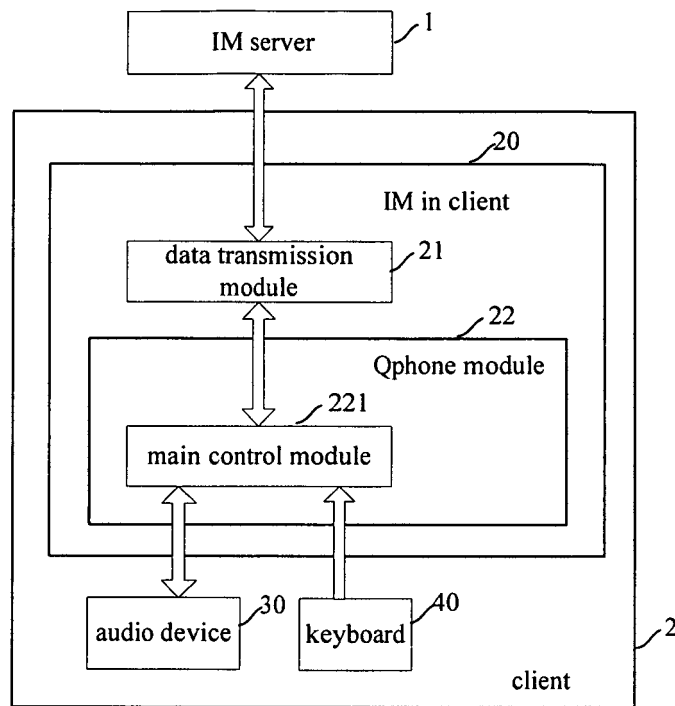 IM server
1
20
IM in client
data transmission
module
21
22
Qphone module
221
main control module
audio device
30
keyboard
40
2
client